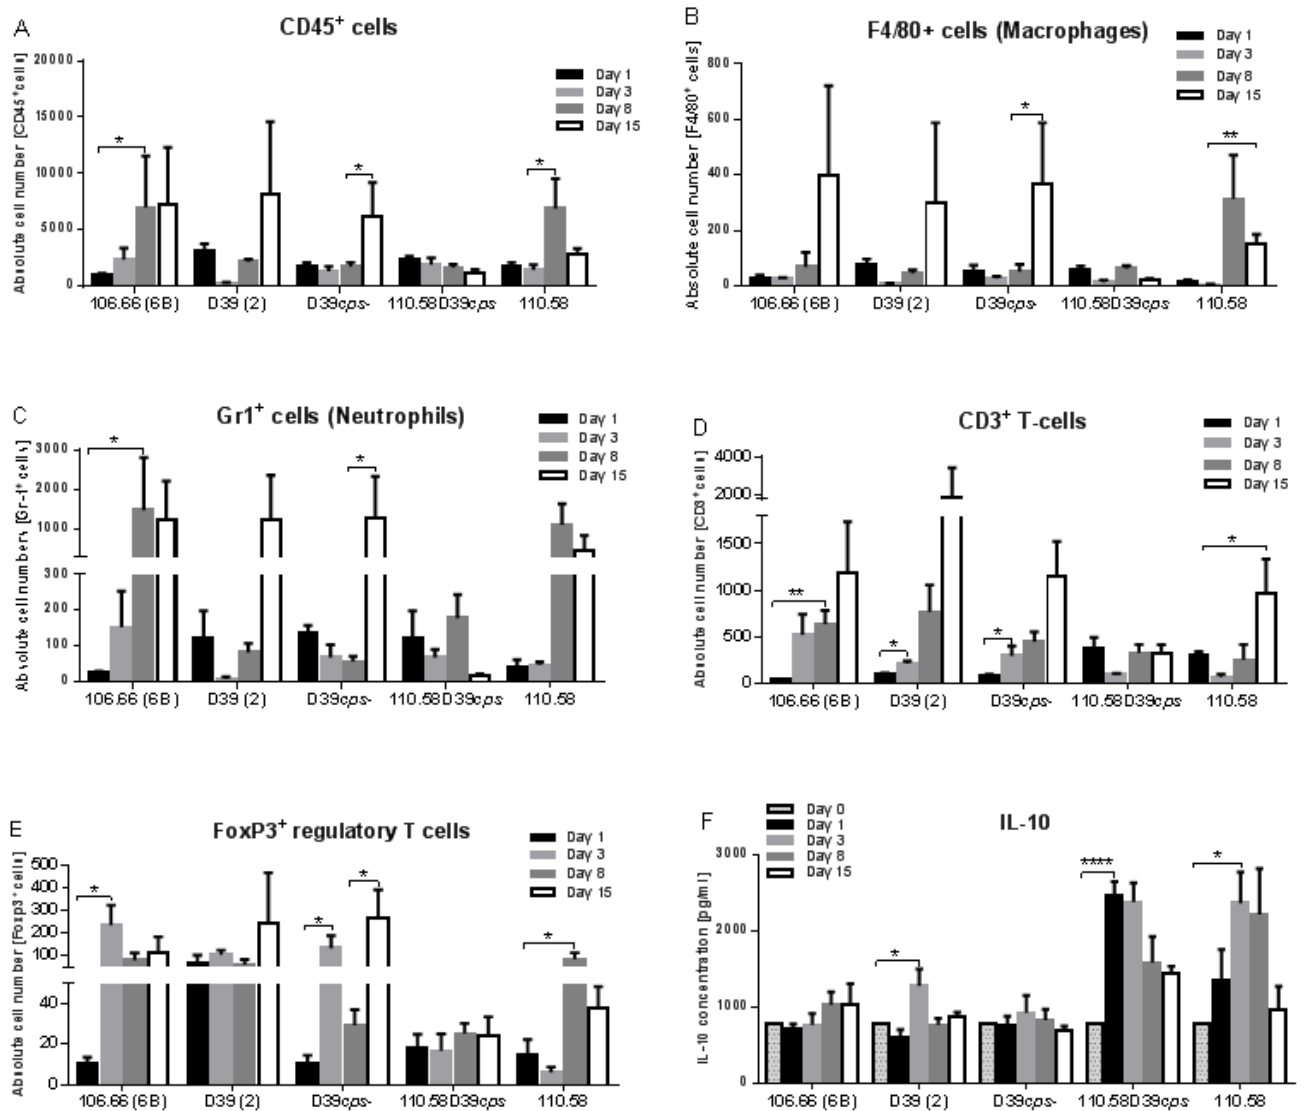 A
CD45+ cells
Absolute cell number [CD45+cells]
20000
15000
10000
5000
0
Day 1
Day 3
Day 8
Day 15
*
*
*
106.66 (6B)
D39 (2)
D39cps-
110.58D39cps
110.58
B
F4/80+ cells (Macrophages)
Absolute cell number [F4/80+ cells)
800
600
400
200
0
Day 1
Day 3
Day 8
Day 15
*
**
106.66 (6B)
D39 (2)
D39cps-
110.58D39cps
110.58
C
Gr1+ cells (Neutrophils)
Absolute cell numbers [Gr-1+ cells)
3000
2000
1000
300
200
100
0
Day 1
Day 3
Day 8
Day 15
*
*
106.66 (6B)
D39 (2)
D39cps-
110.58D39cps
110.58
D
CD3+ T-cells
Absolute cell number [CD3+cells]
4000
2000
1500
1000
500
0
Day 1
Day 3
Day 8
Day 15
**
*
*
*
106.66 (6B)
D39 (2)
D39cps-
110.58D39cps
110.58
E
FoxP3+ regulatory T cells
Absolute cell number [Foxp3+cells)
500
400
300
200
100
40
20
0
Day 1
Day 3
Day 8
Day 15
*
*
*
*
106.66 (6B)
D39 (2)
D39cps-
110.58D39cps
110.58
F
IL-10
IL-10 concentration [pg/ml]
3000
2000
1000
0
Day 0
Day 1
Day 3
Day 8
Day 15
*
****
*
106.66 (6B)
D39 (2)
D39cps-
110.58D39cps
110.58